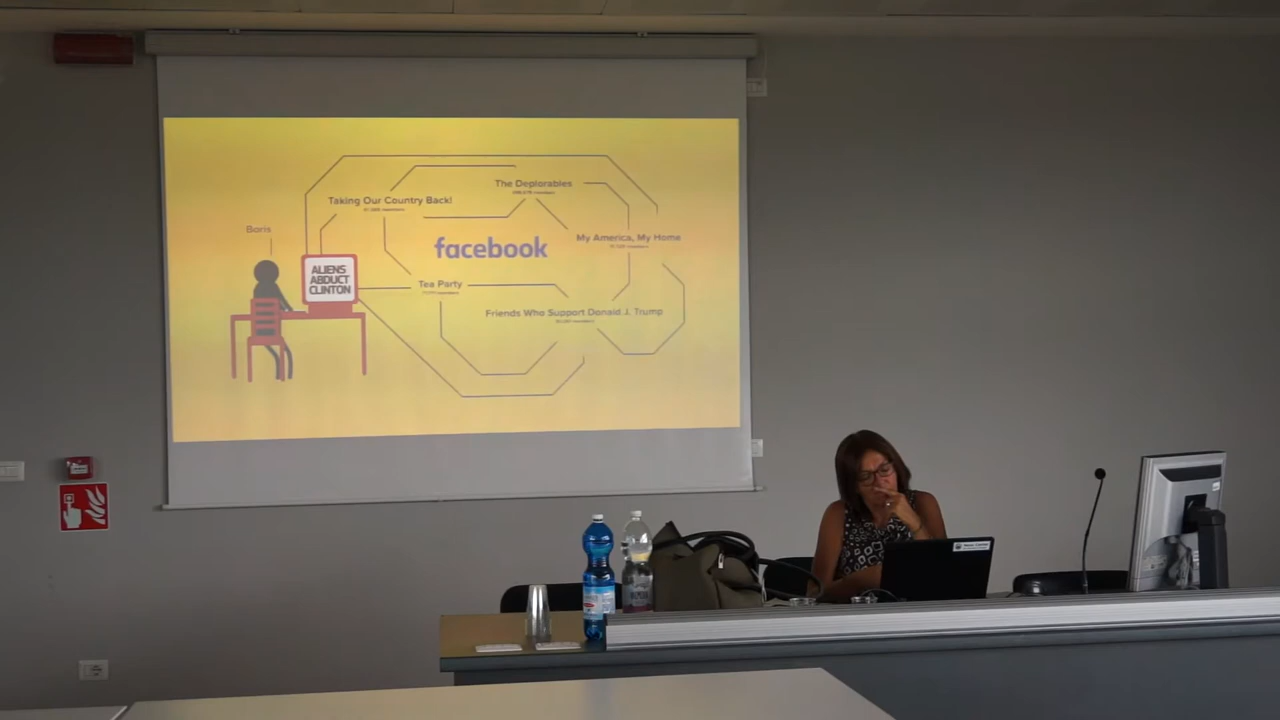 The Deplorables
Taking Our Country Back!
Boris
My America, My Home
facebook
ALIENS
ABDUCT
CLINTON
Tea Party
Friends Who Support Donald J. Trump